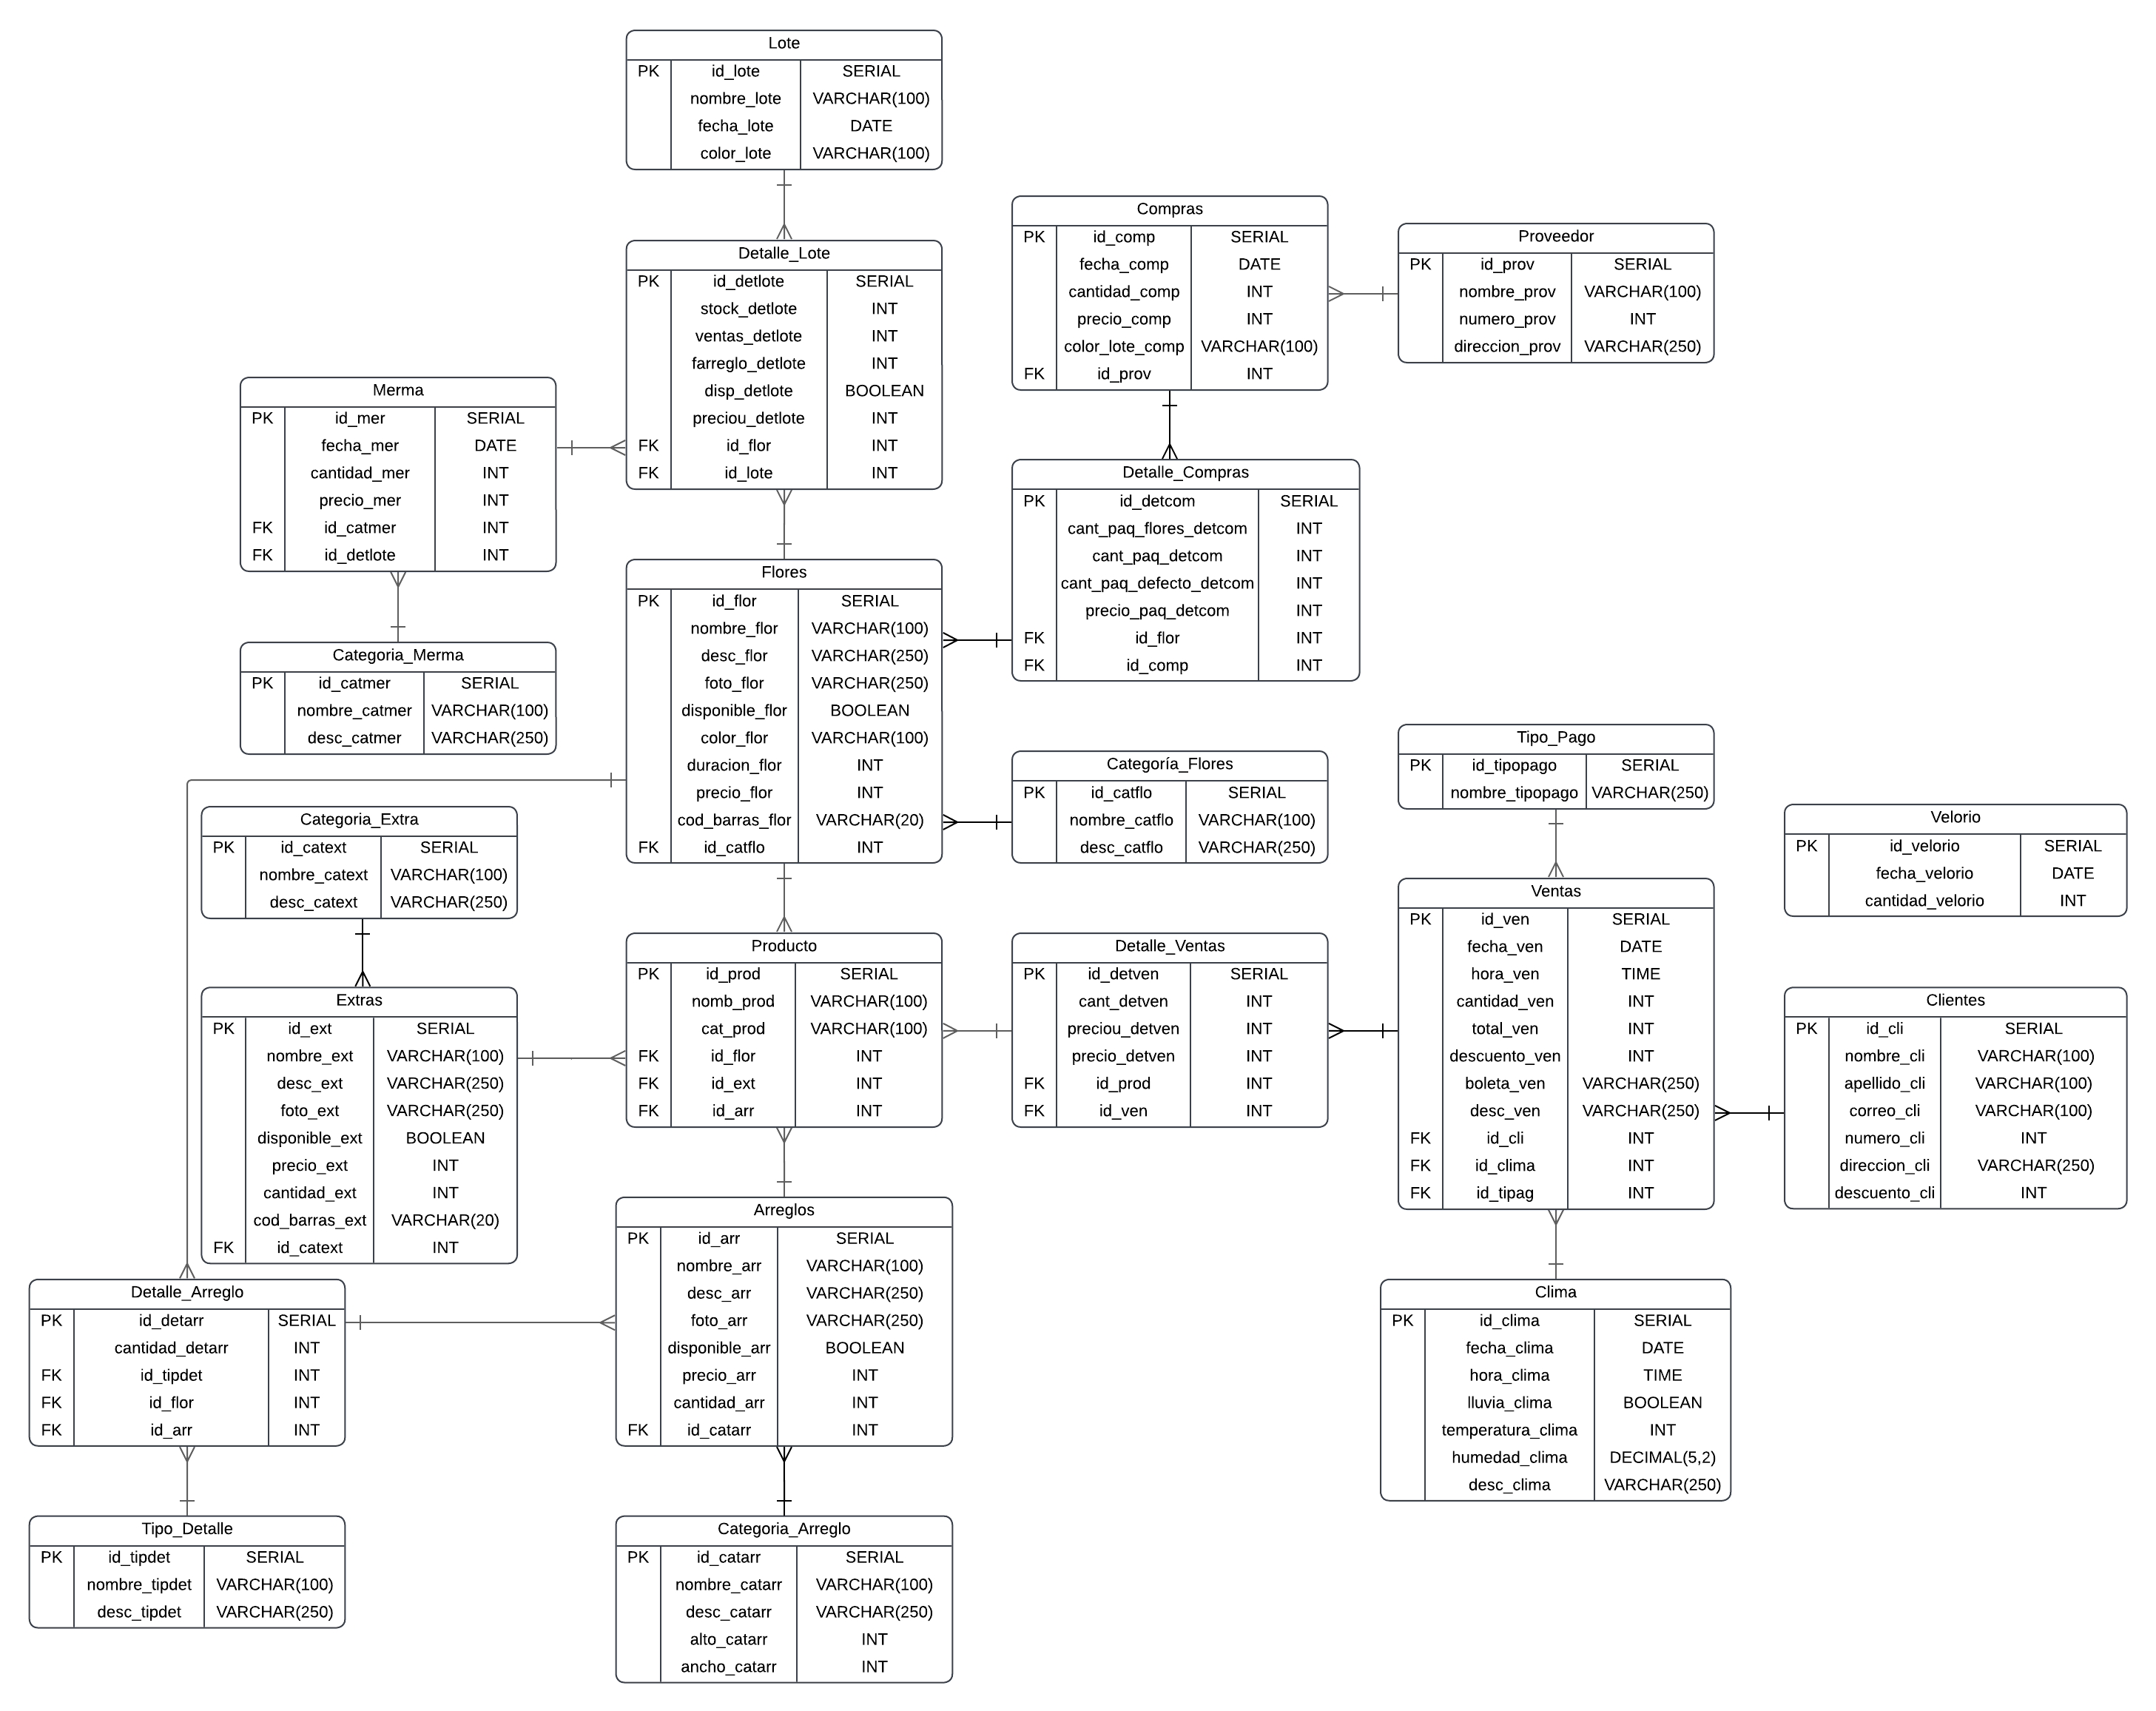 Lote
PK id_lote SERIAL
nombre_lote VARCHAR(100)
fecha_lote DATE
color_lote VARCHAR(100)
Detalle_Lote
PK id_detlote SERIAL
stock_detlote INT
ventas_detlote INT
farreglo_detlote INT
disp_detlote BOOLEAN
preciou_detlote INT
FK id_flor INT
FK id_lote INT
Compras
PK id_comp SERIAL
fecha_comp DATE
cantidad_comp INT
precio_comp INT
color_lote_comp VARCHAR(100)
FK id_prov INT
Proveedor
PK id_prov SERIAL
nombre_prov VARCHAR(100)
numero_prov INT
direccion_prov VARCHAR(250)
Merma
PK id_mer SERIAL
fecha_mer DATE
cantidad_mer INT
precio_mer INT
FK id_catmer INT
FK id_detlote INT
Detalle_Compras
PK id_detcom SERIAL
cant_paq_flores_detcom INT
cant_paq_detcom INT
cant_paq_defecto_detcom INT
precio_paq_detcom INT
FK id_flor INT
FK id_comp INT
Flores
PK id_flor SERIAL
nombre_flor VARCHAR(100)
desc_flor VARCHAR(250)
foto_flor VARCHAR(250)
disponible_flor BOOLEAN
color_flor VARCHAR(100)
duracion_flor INT
precio_flor INT
cod_barras_flor VARCHAR(20)
FK id_catflo INT
Categoria_Merma
PK id_catmer SERIAL
nombre_catmer VARCHAR(100)
desc_catmer VARCHAR(250)
Categoría_Flores
PK id_catflo SERIAL
nombre_catflo VARCHAR(100)
desc_catflo VARCHAR(250)
Tipo_Pago
PK id_tipopago SERIAL
nombre_tipopago VARCHAR(250)
Velorio
PK id_velorio SERIAL
fecha_velorio DATE
cantidad_velorio INT
Categoria_Extra
PK id_catext SERIAL
nombre_catext VARCHAR(100)
desc_catext VARCHAR(250)
Extras
PK id_ext SERIAL
nombre_ext VARCHAR(100)
desc_ext VARCHAR(250)
foto_ext VARCHAR(250)
disponible_ext BOOLEAN
precio_ext INT
cantidad_ext INT
cod_barras_ext VARCHAR(20)
FK id_catext INT
Producto
PK id_prod SERIAL
nomb_prod VARCHAR(100)
cat_prod VARCHAR(100)
FK id_flor INT
FK id_ext INT
FK id_arr INT
Detalle_Ventas
PK id_detven SERIAL
cant_detven INT
preciou_detven INT
precio_detven INT
FK id_prod INT
FK id_ven INT
Ventas
PK id_ven SERIAL
fecha_ven DATE
hora_ven TIME
cantidad_ven INT
total_ven INT
descuento_ven INT
boleta_ven VARCHAR(250)
desc_ven VARCHAR(250)
FK id_cli INT
FK id_clima INT
FK id_tipag INT
Clientes
PK id_cli SERIAL
nombre_cli VARCHAR(100)
apellido_cli VARCHAR(100)
correo_cli VARCHAR(100)
numero_cli INT
direccion_cli VARCHAR(250)
descuento_cli INT
Detalle_Arreglo
PK id_detarr SERIAL
cantidad_detarr INT
FK id_tipdet INT
FK id_flor INT
FK id_arr INT
Arreglos
PK id_arr SERIAL
nombre_arr VARCHAR(100)
desc_arr VARCHAR(250)
foto_arr VARCHAR(250)
disponible_arr BOOLEAN
precio_arr INT
cantidad_arr INT
FK id_catarr INT
Clima
PK id_clima SERIAL
fecha_clima DATE
hora_clima TIME
lluvia_clima BOOLEAN
temperatura_clima INT
humedad_clima DECIMAL(5,2)
desc_clima VARCHAR(250)
Tipo_Detalle
PK id_tipdet SERIAL
nombre_tipdet VARCHAR(100)
desc_tipdet VARCHAR(250)
Categoria_Arreglo
PK id_catarr SERIAL
nombre_catarr VARCHAR(100)
desc_catarr VARCHAR(250)
alto_catarr INT
ancho_catarr INT